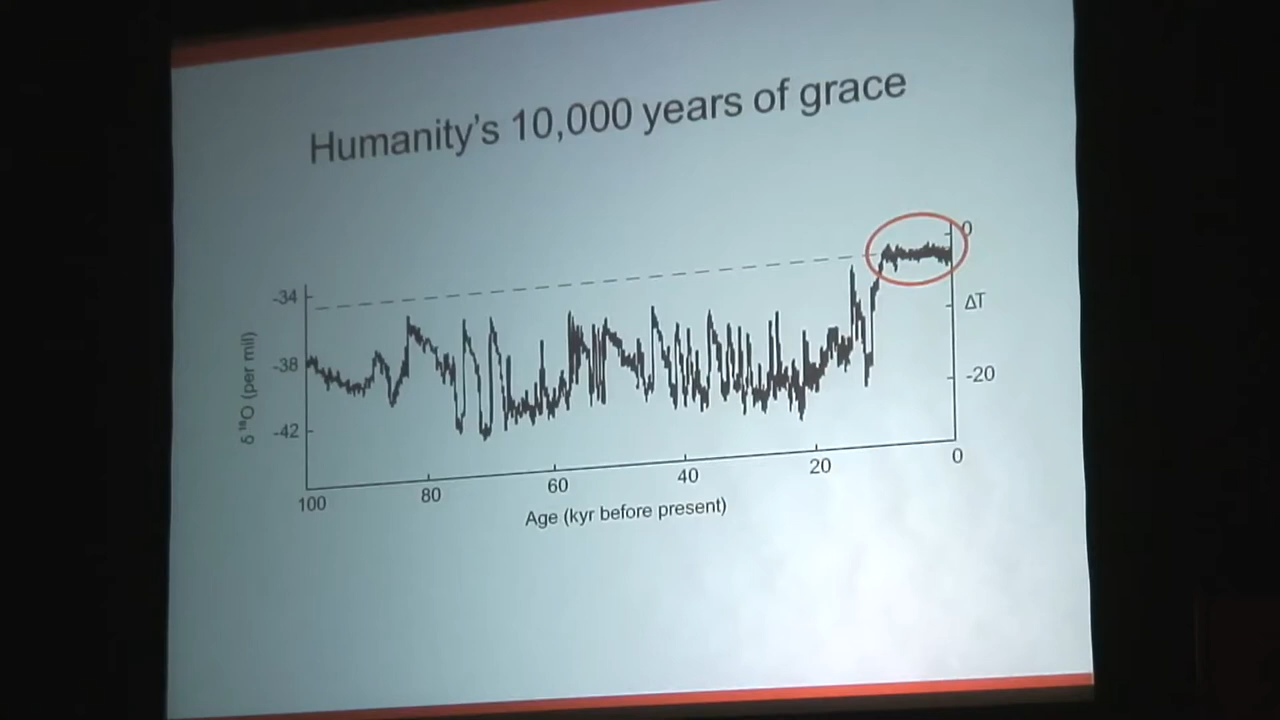 Humanity's 10,000 years of grace
0
-34
ΔT
-38
-20
δ ¹⁸O (per mil)
-42
100
80
60
40
20
0
Age (kyr before present)